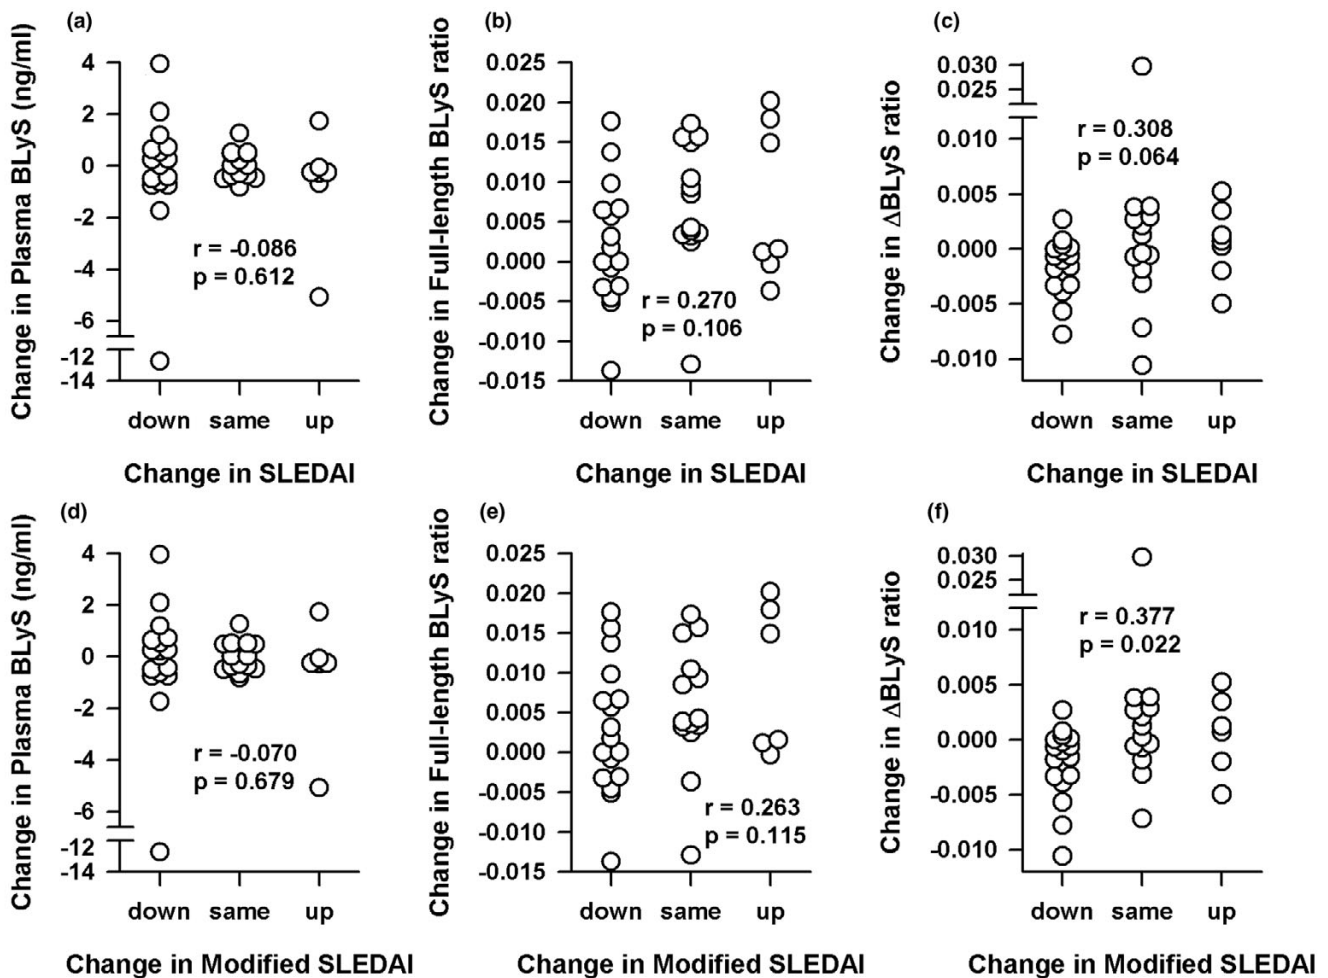 (a)
Change in Plasma BLyS (ng/ml)
4
2
0
-2
-4
-6
-12
-14
r = -0.086
p = 0.612
down same up
Change in SLEDAI
(b)
Change in Full-length BLyS ratio
0.025
0.020
0.015
0.010
0.005
0.000
-0.005
-0.010
-0.015
r = 0.270
p = 0.106
down same up
Change in SLEDAI
(c)
Change in ΔBLyS ratio
0.030
0.025
0.010
0.005
0.000
-0.005
-0.010
r = 0.308
p = 0.064
down same up
Change in SLEDAI
(d)
Change in Plasma BLyS (ng/ml)
4
2
0
-2
-4
-6
-12
-14
r = -0.070
p = 0.679
down same up
Change in Modified SLEDAI
(e)
Change in Full-length BLyS ratio
0.025
0.020
0.015
0.010
0.005
0.000
-0.005
-0.010
-0.015
r = 0.263
p = 0.115
down same up
Change in Modified SLEDAI
(f)
Change in ΔBLyS ratio
0.030
0.025
0.010
0.005
0.000
-0.005
-0.010
r = 0.377
p = 0.022
down same up
Change in Modified SLEDAI